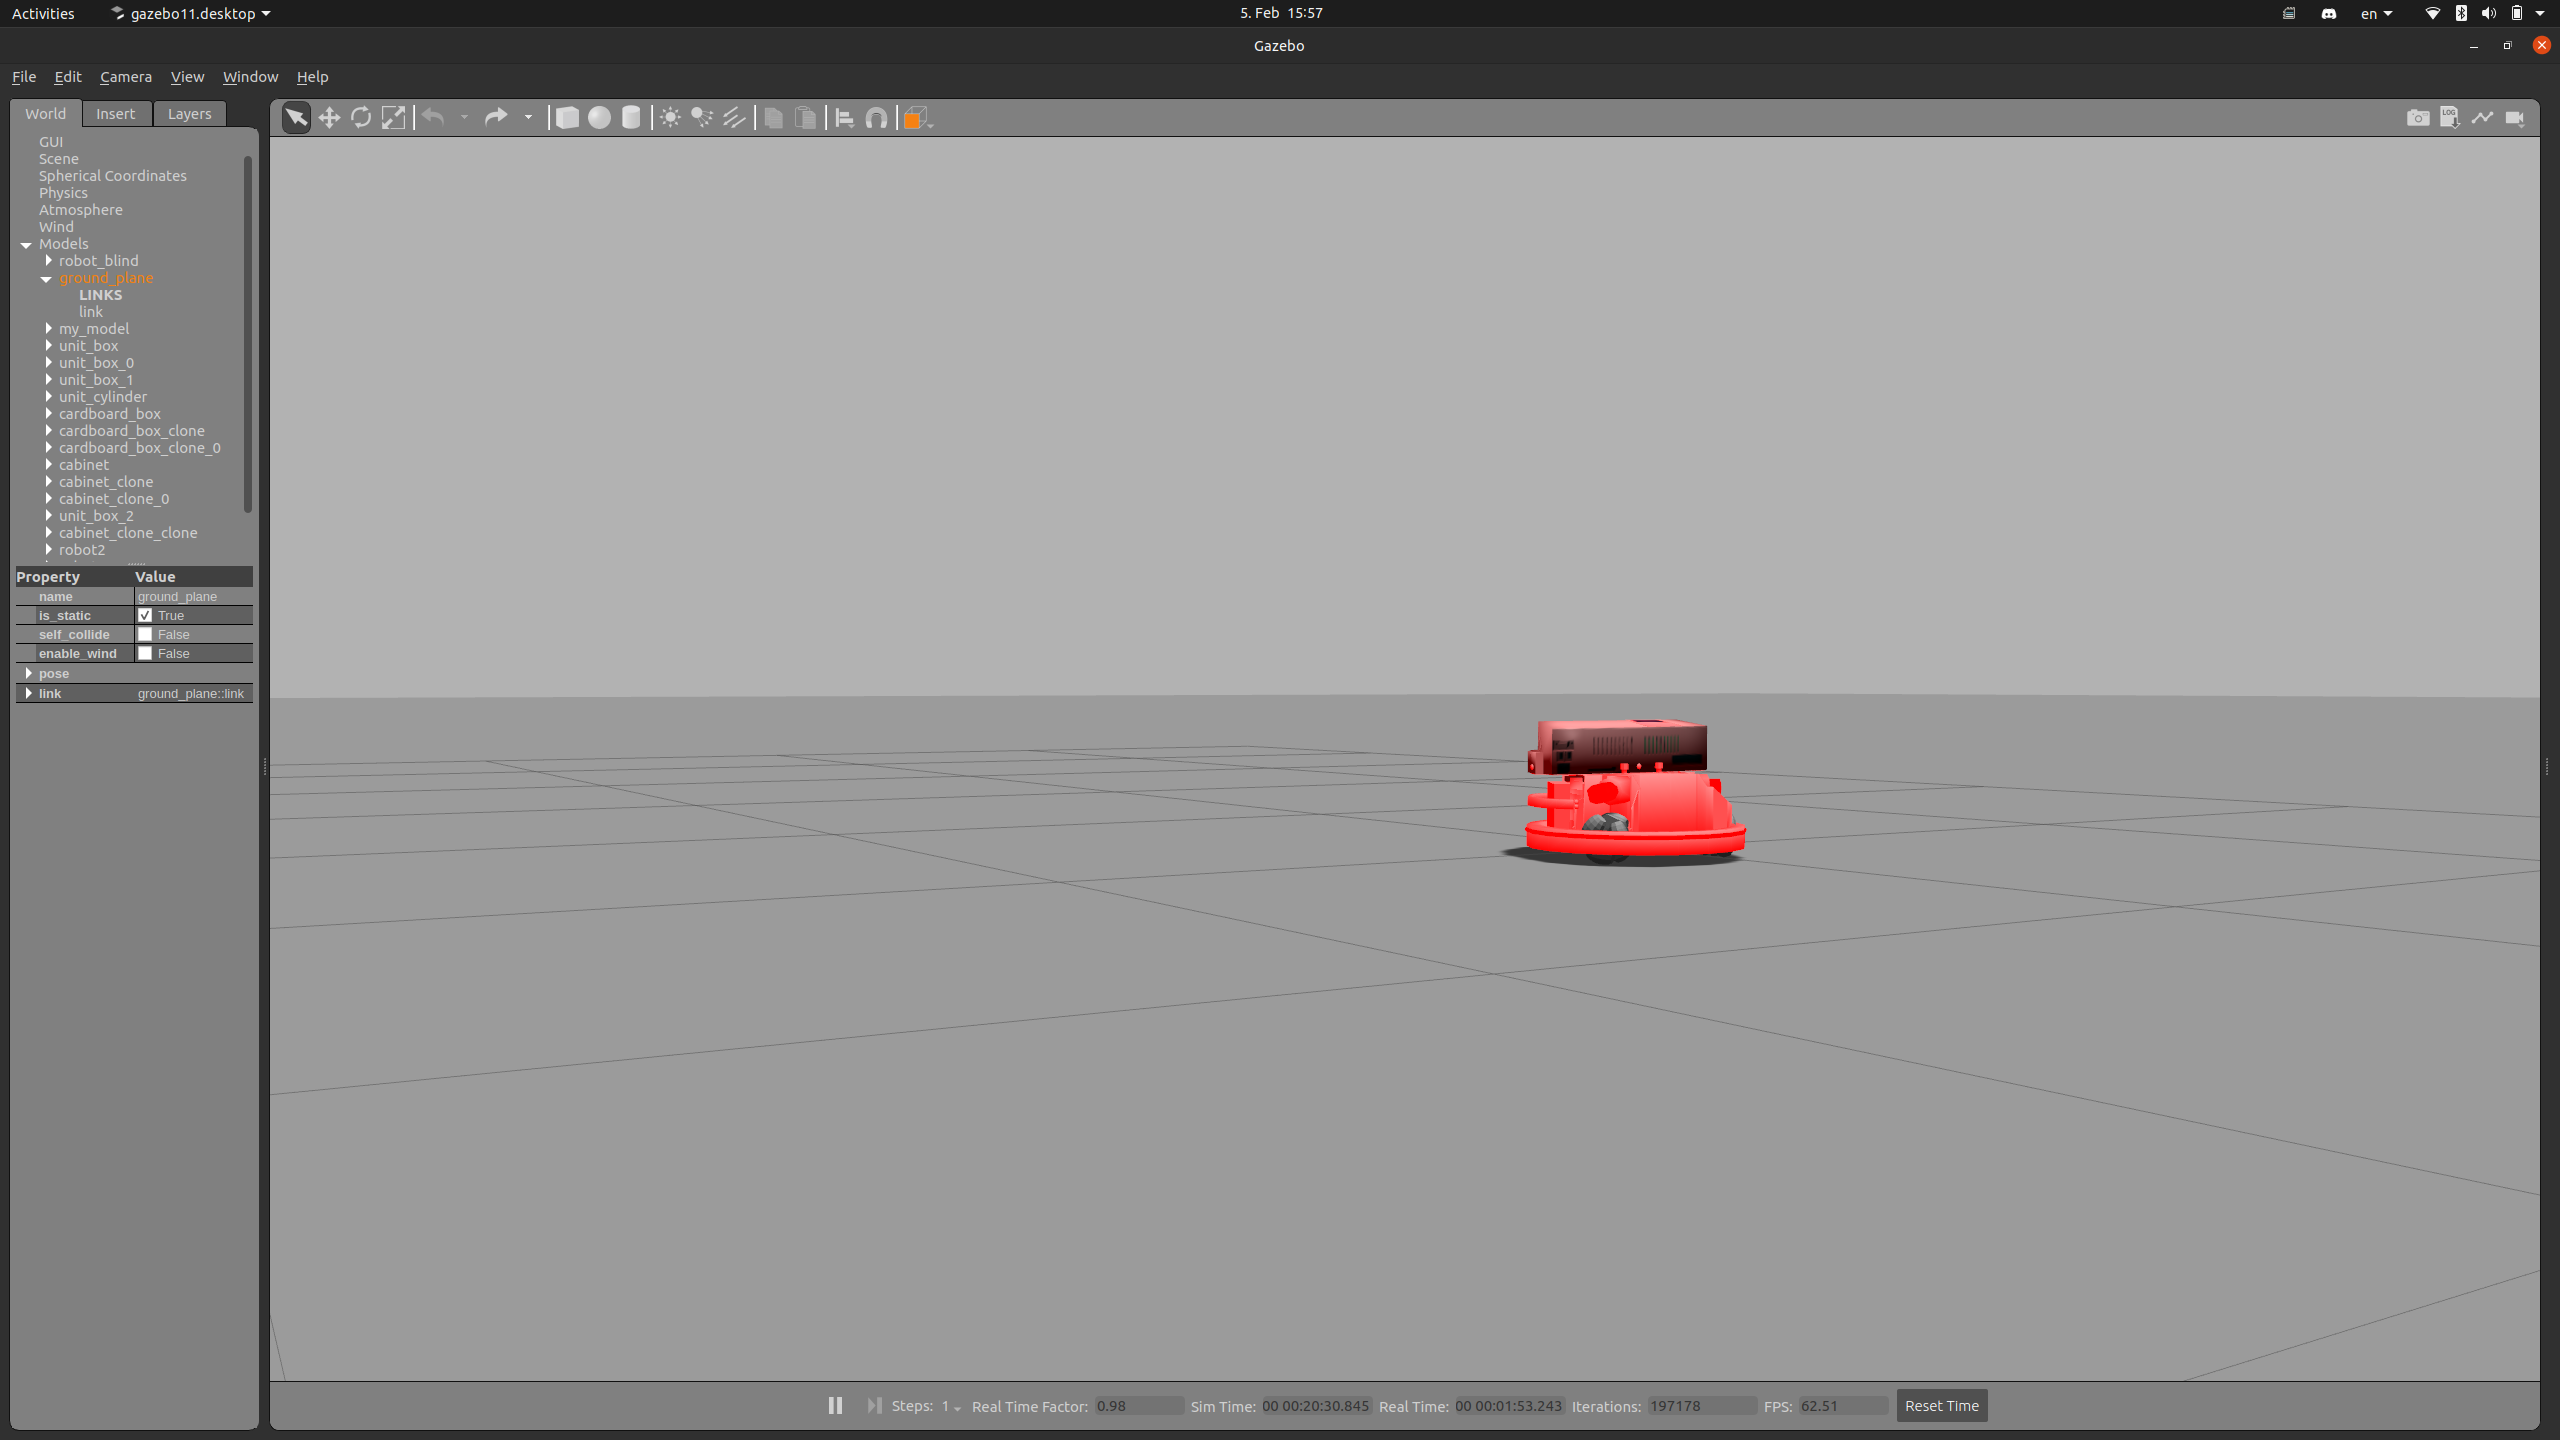 Activities gazebo11.desktop 5. Feb 15:57 en
Gazebo
File Edit Camera View Window Help
World Insert Layers
GUI
Scene
Spherical Coordinates
Physics
Atmosphere
Wind
Models
robot_blind
ground_plane
LINKS
link
my_model
unit_box
unit_box_0
unit_box_1
unit_cylinder
cardboard_box
cardboard_box_clone
cardboard_box_clone_0
cabinet
cabinet_clone
cabinet_clone_0
unit_box_2
cabinet_clone_clone
robot2
Property Value
name ground_plane
is_static True
self_collide False
enable_wind False
pose
link ground_plane::link
LOG
Steps: 1 Real Time Factor: 0.98 Sim Time: 00 00:20:30.845 Real Time: 00 00:01:53.243 Iterations: 197178 FPS: 62.51 Reset Time